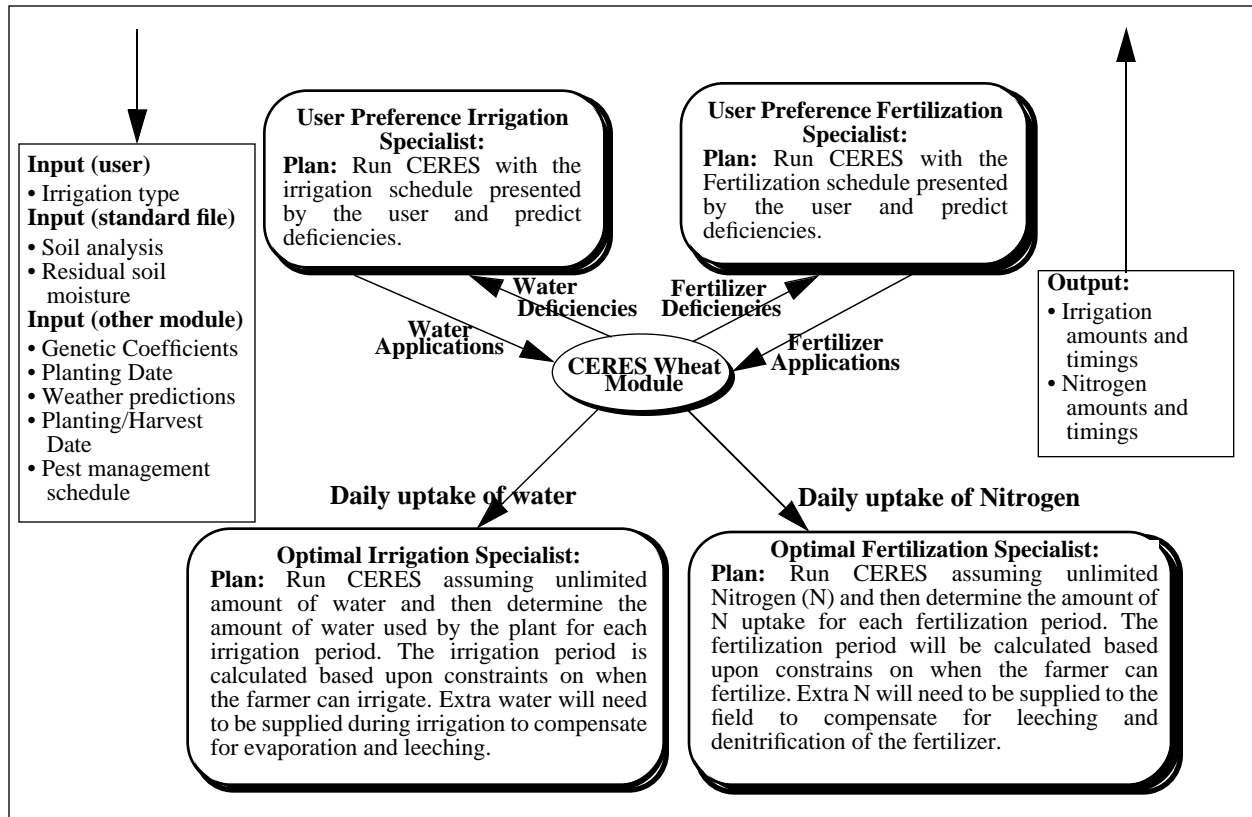 User Preference Irrigation
Specialist:
Plan: Run CERES with the
irrigation schedule presented
by the user and predict
deficiencies.
User Preference Fertilization
Specialist:
Plan: Run CERES with the
Fertilization schedule presented
by the user and predict
deficiencies.
Input (user)
• Irrigation type
Input (standard file)
• Soil analysis
• Residual soil
moisture
Input (other module)
• Genetic Coefficients
• Planting Date
• Weather predictions
• Planting/Harvest
Date
• Pest management
schedule
Water
Deficiencies
Water
Applications
Fertilizer
Deficiencies
Fertilizer
Applications
CERES Wheat
Module
Output:
• Irrigation
amounts and
timings
• Nitrogen
amounts and
timings
Daily uptake of water
Daily uptake of Nitrogen
Optimal Irrigation Specialist:
Plan: Run CERES assuming unlimited
amount of water and then determine the
amount of water used by the plant for each
irrigation period. The irrigation period is
calculated based upon constraints on when
the farmer can irrigate. Extra water will need
to be supplied during irrigation to compensate
for evaporation and leeching.
Optimal Fertilization Specialist:
Plan: Run CERES assuming unlimited
Nitrogen (N) and then determine the amount of
N uptake for each fertilization period. The
fertilization period will be calculated based
upon constrains on when the farmer can
fertilize. Extra N will need to be supplied to the
field to compensate for leeching and
denitrification of the fertilizer.